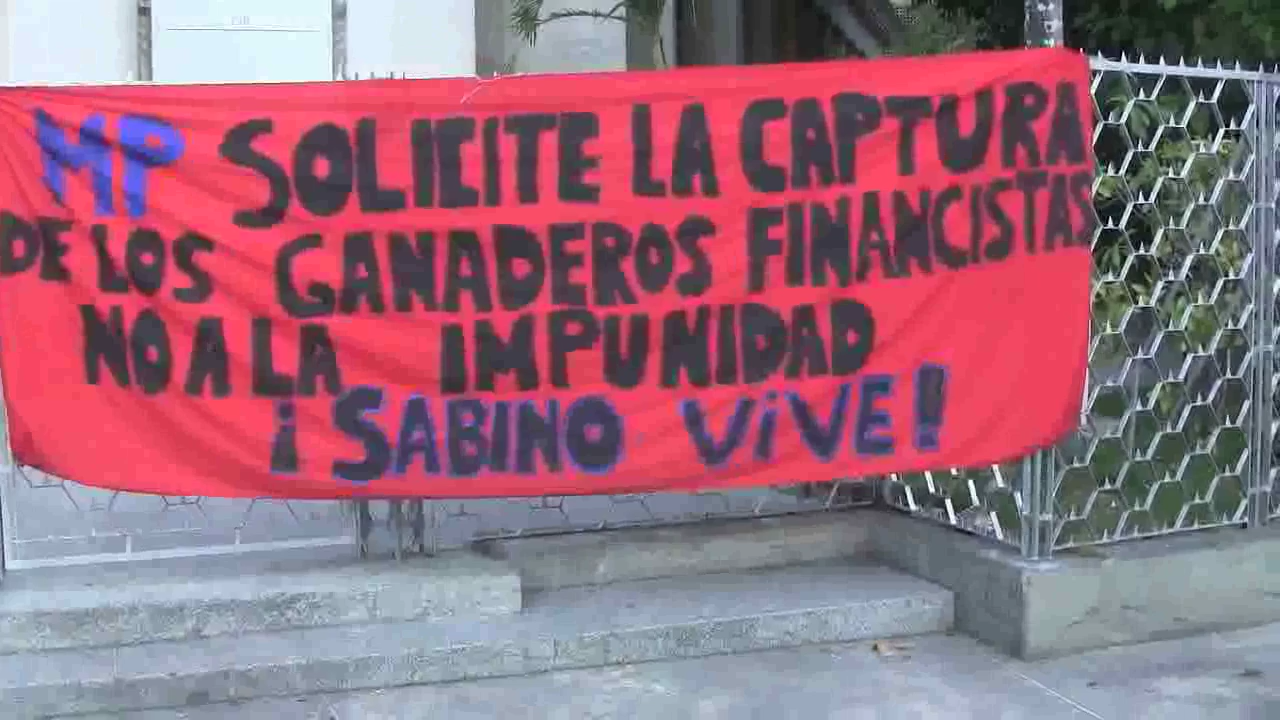 MP SOLICITE LA CAPTURA
DE LOS GANADEROS FINANCISTAS
NO A LA IMPUNIDAD
¡SABINO VIVE!